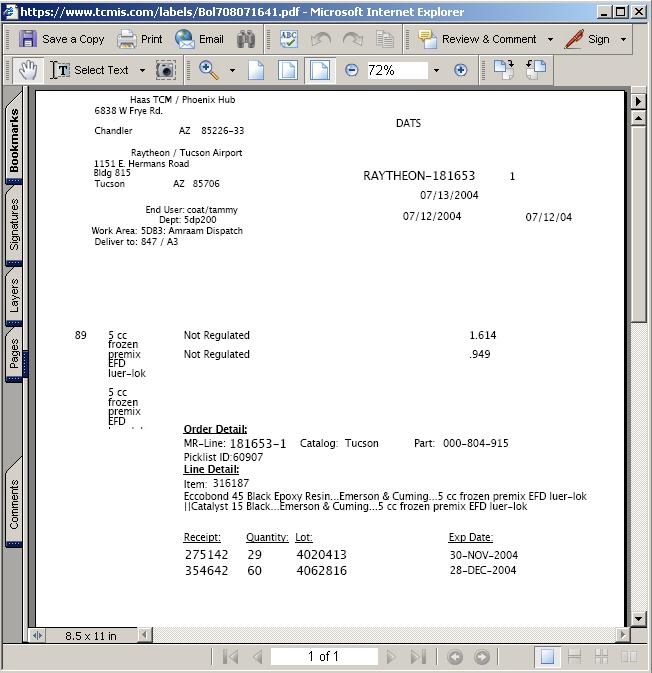 https://www.tcmis.com/labels/Bol708071641.pdf - Microsoft Internet Explorer
Save a Copy Print Email Review & Comment Sign
Select Text 72%
Bookmarks
Signatures
Layers
Pages
Comments
Haas TCM / Phoenix Hub
6838 W Frye Rd.
Chandler AZ 85226-33
DATS
Raytheon / Tucson Airport
1151 E. Hermans Road
Bldg 815
Tucson AZ 85706
RAYTHEON-181653 1
07/13/2004
07/12/2004 07/12/04
End User: coat/tammy
Dept: 5dp200
Work Area: 5DB3: Amraam Dispatch
Deliver to: 847 / A3
89 5 cc Not Regulated 1.614
frozen
premix Not Regulated .949
EFD
luer-lok
5 cc
frozen
premix
EFD
Order Detail:
MR-Line: 181653-1 Catalog: Tucson Part: 000-804-915
Picklist ID:60907
Line Detail:
Item: 316187
Eccobond 45 Black Epoxy Resin...Emerson & Cuming...5 cc frozen premix EFD luer-lok
||Catalyst 15 Black...Emerson & Cuming...5 cc frozen premix EFD luer-lok
Receipt: Quantity: Lot: Exp Date:
275142 29 4020413 30-NOV-2004
354642 60 4062816 28-DEC-2004
8.5 x 11 in
1 of 1